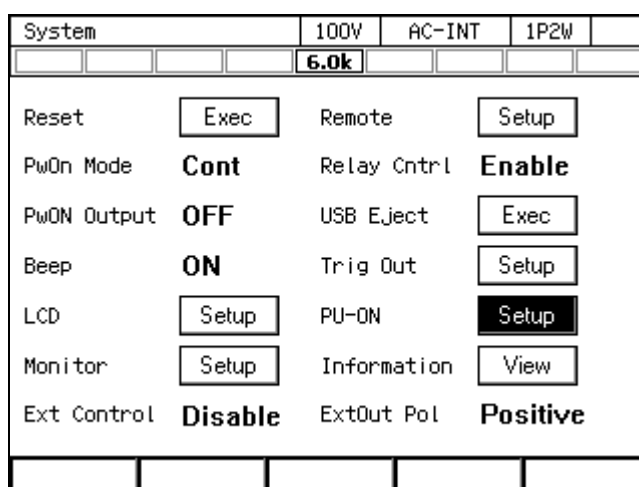 System 100V AC-INT 1P2W
6.0k
Reset Exec Remote Setup
PwOn Mode Cont Relay Cntrl Enable
PwON Output OFF USB Eject Exec
Beep ON Trig Out Setup
LCD Setup PU-ON Setup
Monitor Setup Information View
Ext Control Disable ExtOut Pol Positive